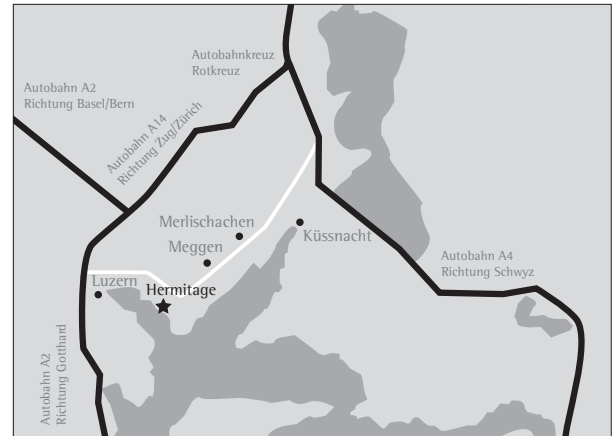 Autobahnkreuz
Rotkreuz
Autobahn A2
Richtung Basel/Bern
Autobahn A14
Richtung Zug/Zürich
Merlischachen
Meggen
Küssnacht
Autobahn A4
Richtung Schwyz
Luzern
Hermitage
Autobahn A2
Richtung Gotthard